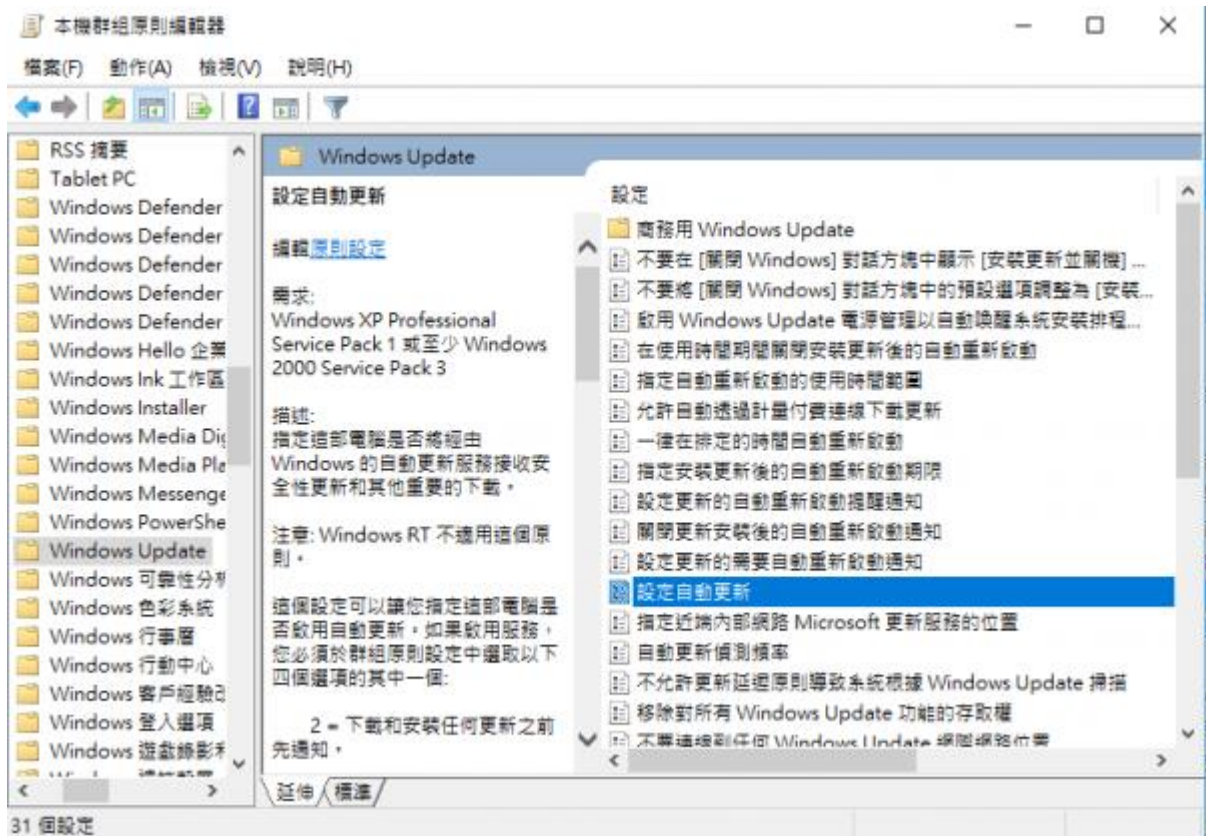 本機群組原則編輯器
檔案(F) 動作(A) 檢視(V) 說明(H)
RSS 摘要
Tablet PC
Windows Defender
Windows Defender
Windows Defender
Windows Defender
Windows Defender
Windows Hello 企業
Windows Ink 工作區
Windows Installer
Windows Media Dig
Windows Media Pla
Windows Messenge
Windows PowerShe
Windows Update
Windows 可靠性分析
Windows 色彩系統
Windows 行事曆
Windows 行動中心
Windows 客戶經驗改
Windows 登入選項
Windows 遊戲錄影和
Windows Update
設定自動更新
編輯原則設定
需求:
Windows XP Professional
Service Pack 1 或至少 Windows
2000 Service Pack 3
描述:
指定這部電腦是否將經由
Windows 的自動更新服務接收安
全性更新和其他重要的下載。
注意: Windows RT 不適用這個原
則。
這個設定可以讓您指定這部電腦是
否啟用自動更新。如果啟用服務，
您必須於群組原則設定中選取以下
四個選項的其中一個:
2 = 下載和安裝任何更新之前
先通知。
設定
商務用 Windows Update
不要在 [關閉 Windows] 對話方塊中顯示 [安裝更新並關機] ...
不要將 [關閉 Windows] 對話方塊中的預設選項調整為 [安裝...
啟用 Windows Update 電源管理以自動喚醒系統安裝排程...
在使用時間期間關閉安裝更新後的自動重新啟動
指定自動重新啟動的使用時間範圍
允許自動透過計量付費連線下載更新
一律在排定的時間自動重新啟動
指定安裝更新後的自動重新啟動期限
設定更新的自動重新啟動提醒通知
關閉更新安裝後的自動重新啟動通知
設定更新的需要自動重新啟動通知
設定自動更新
指定近端內部網路 Microsoft 更新服務的位置
自動更新偵測頻率
不允許更新延遲原則導致系統根據 Windows Update 掃描
移除對所有 Windows Update 功能的存取權
不要連線到任何 Windows Update 網際網路位置
延伸 標準
31 個設定